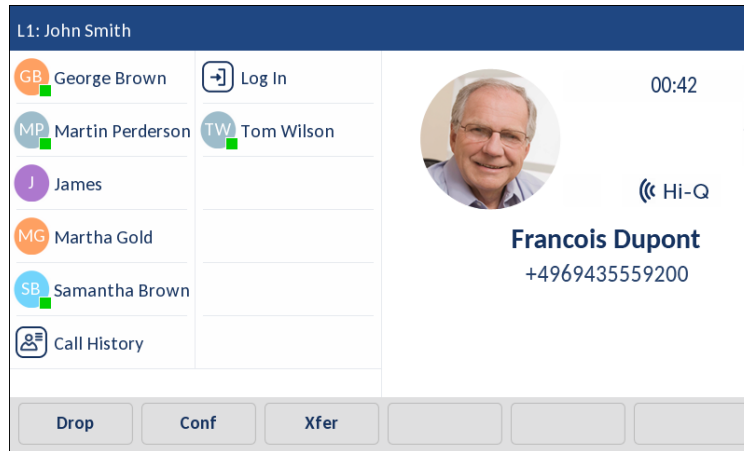 L1: John Smith
GB George Brown
Log In
MP Martin Perderson
TW Tom Wilson
J James
MG Martha Gold
SB Samantha Brown
Call History
00:42
Hi-Q
Francois Dupont
+4969435559200
Drop
Conf
Xfer